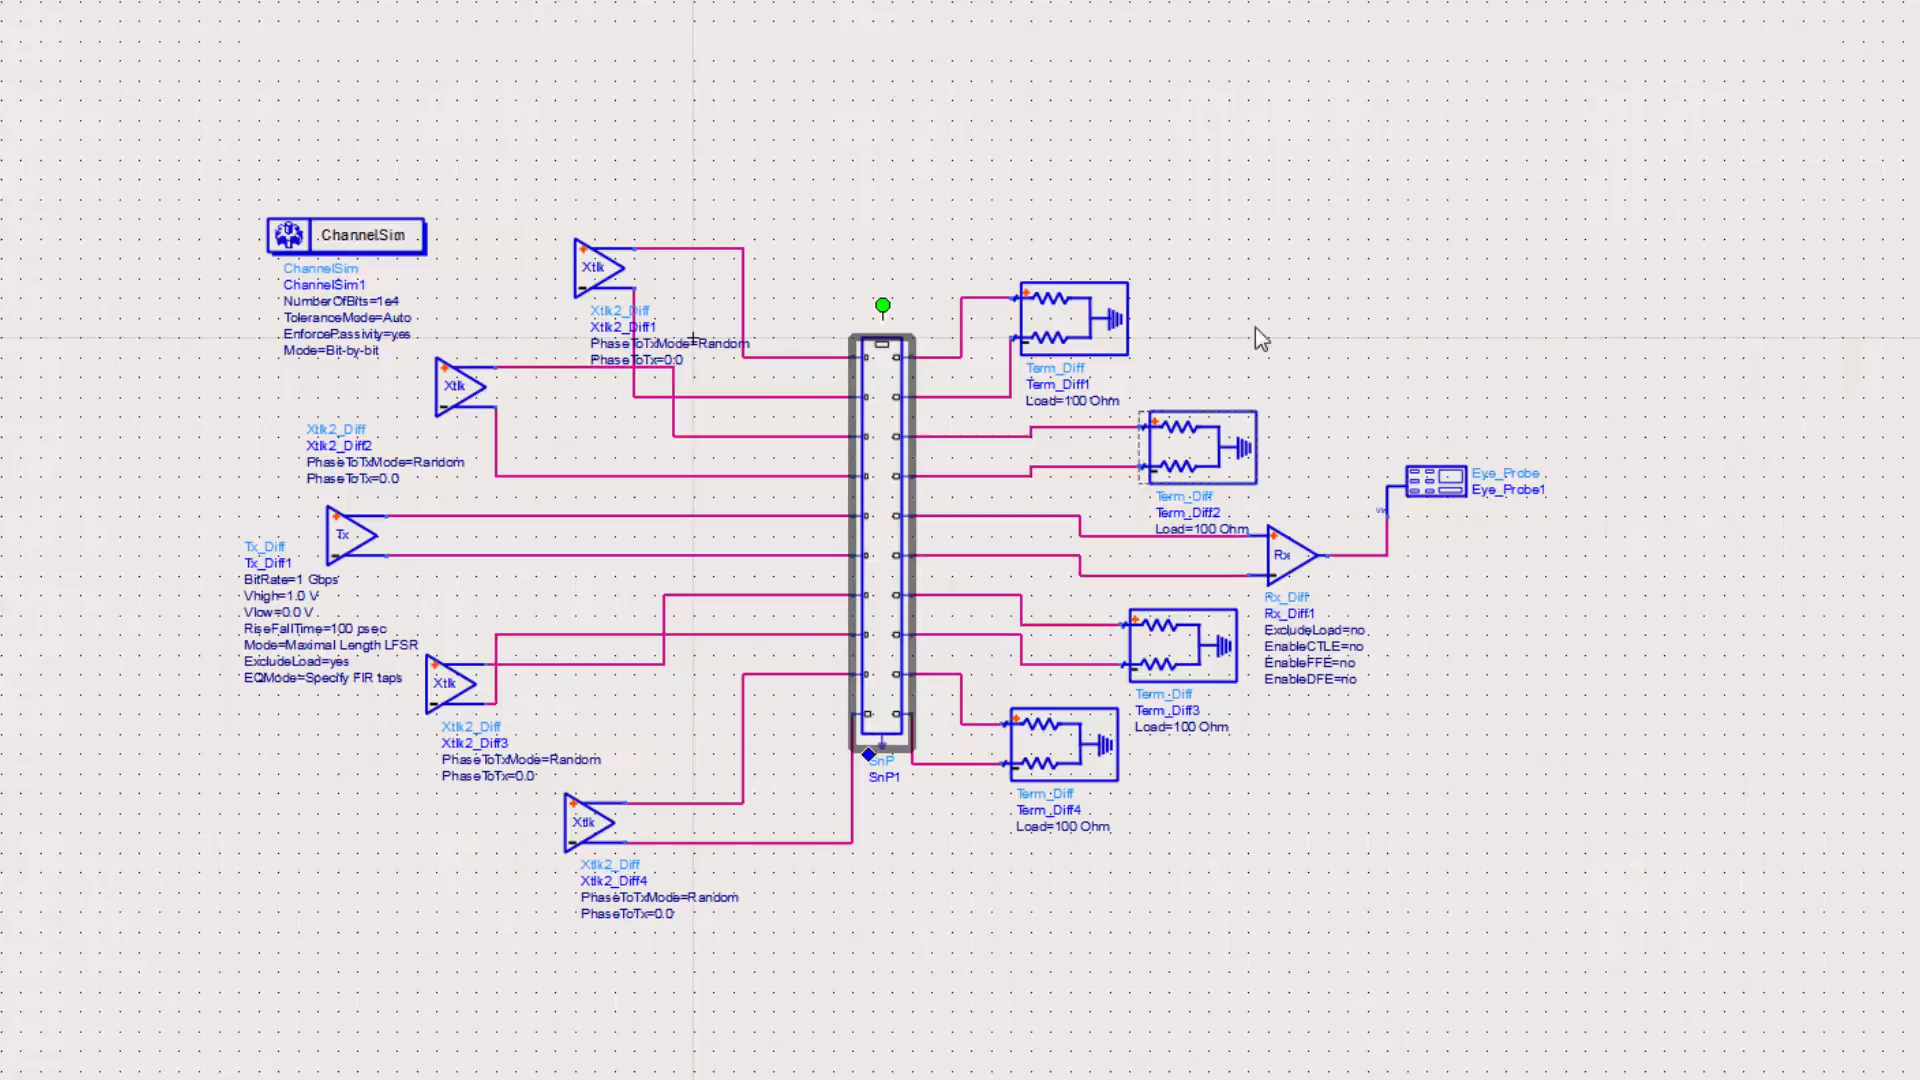 ChannelSim
ChannelSim
ChannelSim1
NumberOfBits=1e4
ToleranceMode=Auto
EnforcePassivity=yes
Mode=Bit-by-bit
Xtlk
Xtlk2_Diff
Xtlk2_Diff1
PhaseToTxMode=Random
PhaseToTx=0.0
Term_Diff
Term_Diff1
Load=100 Ohm
Xtlk
Xtlk2_Diff
Xtlk2_Diff2
PhaseToTxMode=Random
PhaseToTx=0.0
Term_Diff
Term_Diff2
Load=100 Ohm
Eye_Probe
Eye_Probe1
Tx
Tx_Diff
Tx_Diff1
BitRate=1 Gbps
Vhigh=1.0 V
Vlow=0.0 V
RiseFallTime=100 psec
Mode=Maximal Length LFSR
ExcludeLoad=yes
EQMode=Specify FIR taps
Rx
Rx_Diff
Rx_Diff1
ExcludeLoad=no
EnableCTLE=no
EnableFFE=no
EnableDFE=no
Xtlk
Xtlk2_Diff
Xtlk2_Diff3
PhaseToTxMode=Random
PhaseToTx=0.0
Term_Diff
Term_Diff3
Load=100 Ohm
SnP
SnP1
Term_Diff
Term_Diff4
Load=100 Ohm
Xtlk
Xtlk2_Diff
Xtlk2_Diff4
PhaseToTxMode=Random
PhaseToTx=0.0